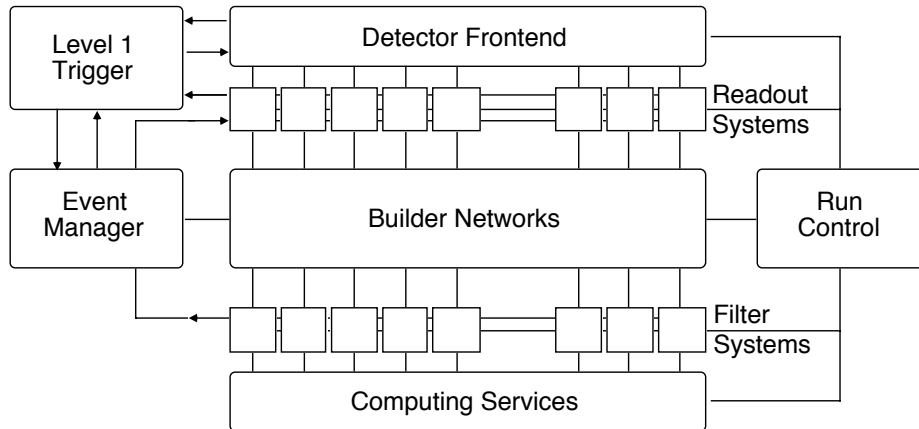 Level 1
Trigger
Detector Frontend
Readout
Systems
Event
Manager
Builder Networks
Run
Control
Filter
Systems
Computing Services